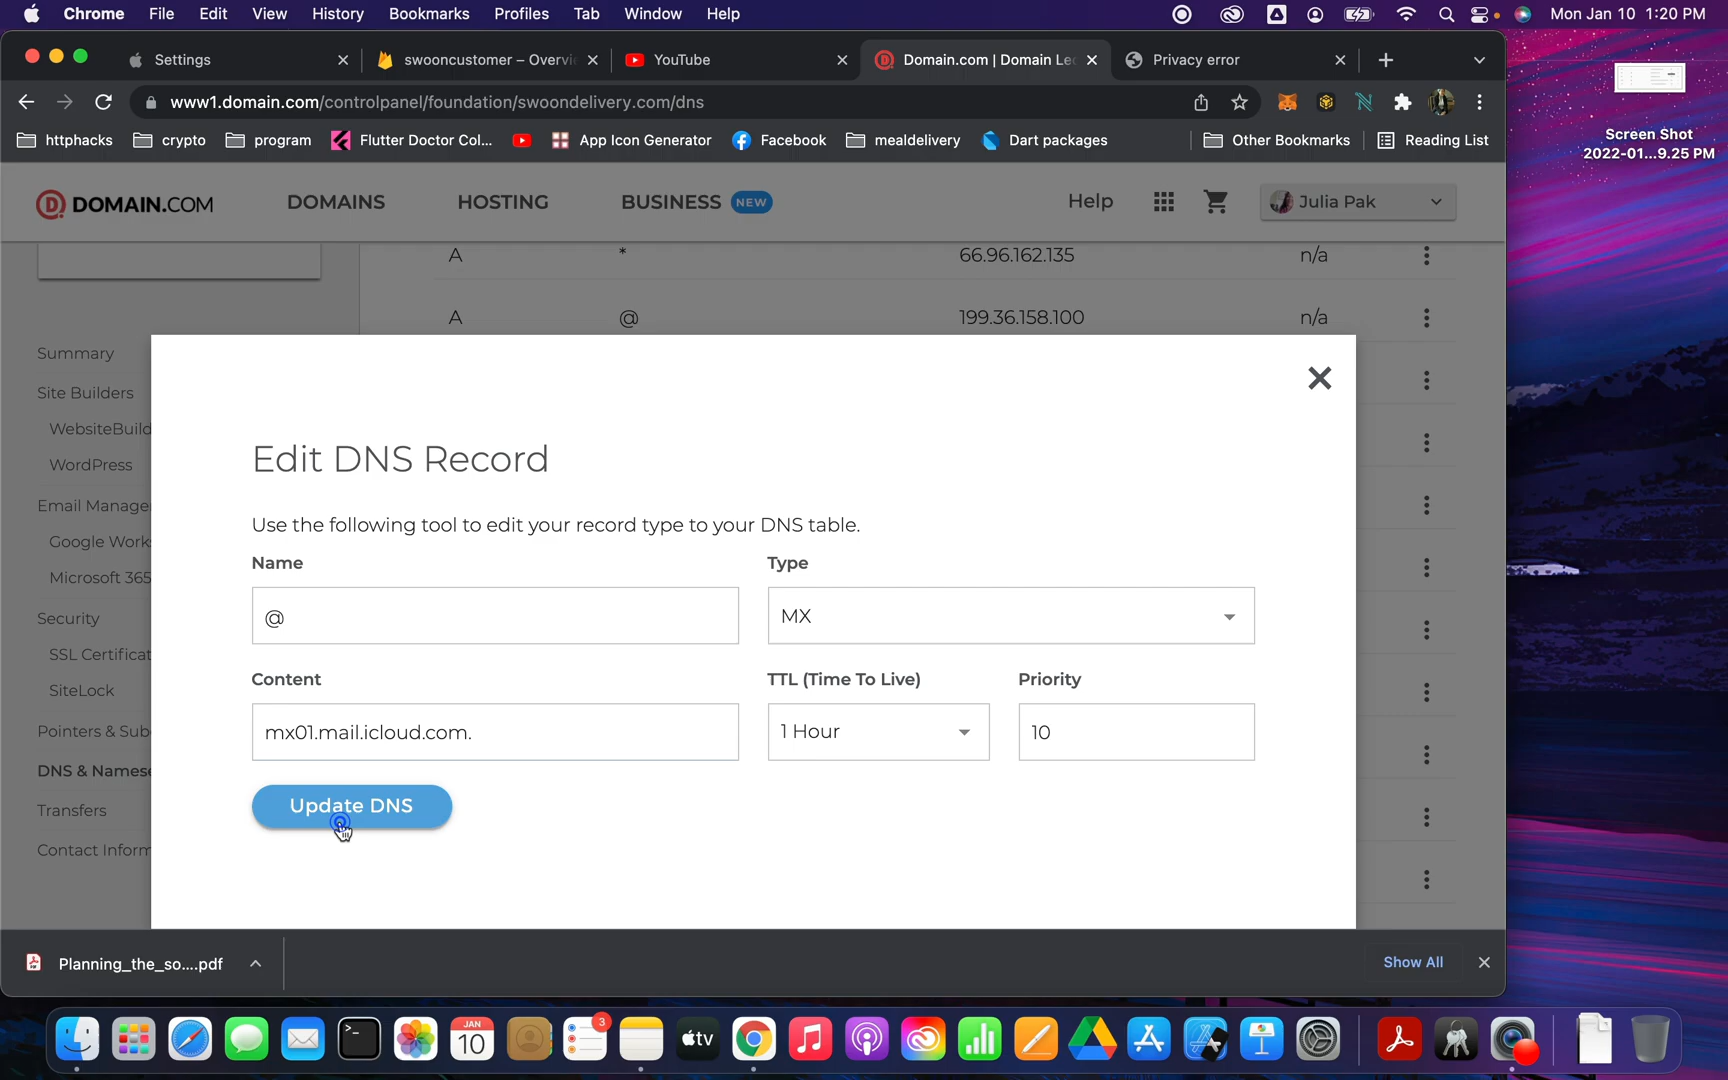 Chrome File Edit View History Bookmarks Profiles Tab Window Help Mon Jan 10 1:20 PM
Settings swooncustomer – Overvi YouTube Domain.com | Domain Le Privacy error
www1.domain.com/controlpanel/foundation/swoondelivery.com/dns
httphacks crypto program Flutter Doctor Col... App Icon Generator Facebook mealdelivery Dart packages Other Bookmarks Reading List
Screen Shot
2022-01...9.25 PM
DOMAIN.COM DOMAINS HOSTING BUSINESS NEW Help Julia Pak
A * 66.96.162.135 n/a
A @ 199.36.158.100 n/a
Summary
Site Builders
WebsiteBuild
WordPress
Email Manage
Google Work
Microsoft 365
Security
SSL Certificat
SiteLock
Pointers & Sub
DNS & Names
Transfers
Contact Inform
Edit DNS Record
Use the following tool to edit your record type to your DNS table.
Name Type
@ MX
Content TTL (Time To Live) Priority
mx01.mail.icloud.com. 1 Hour 10
Update DNS
Planning_the_so....pdf Show All
3
JAN
10
tv